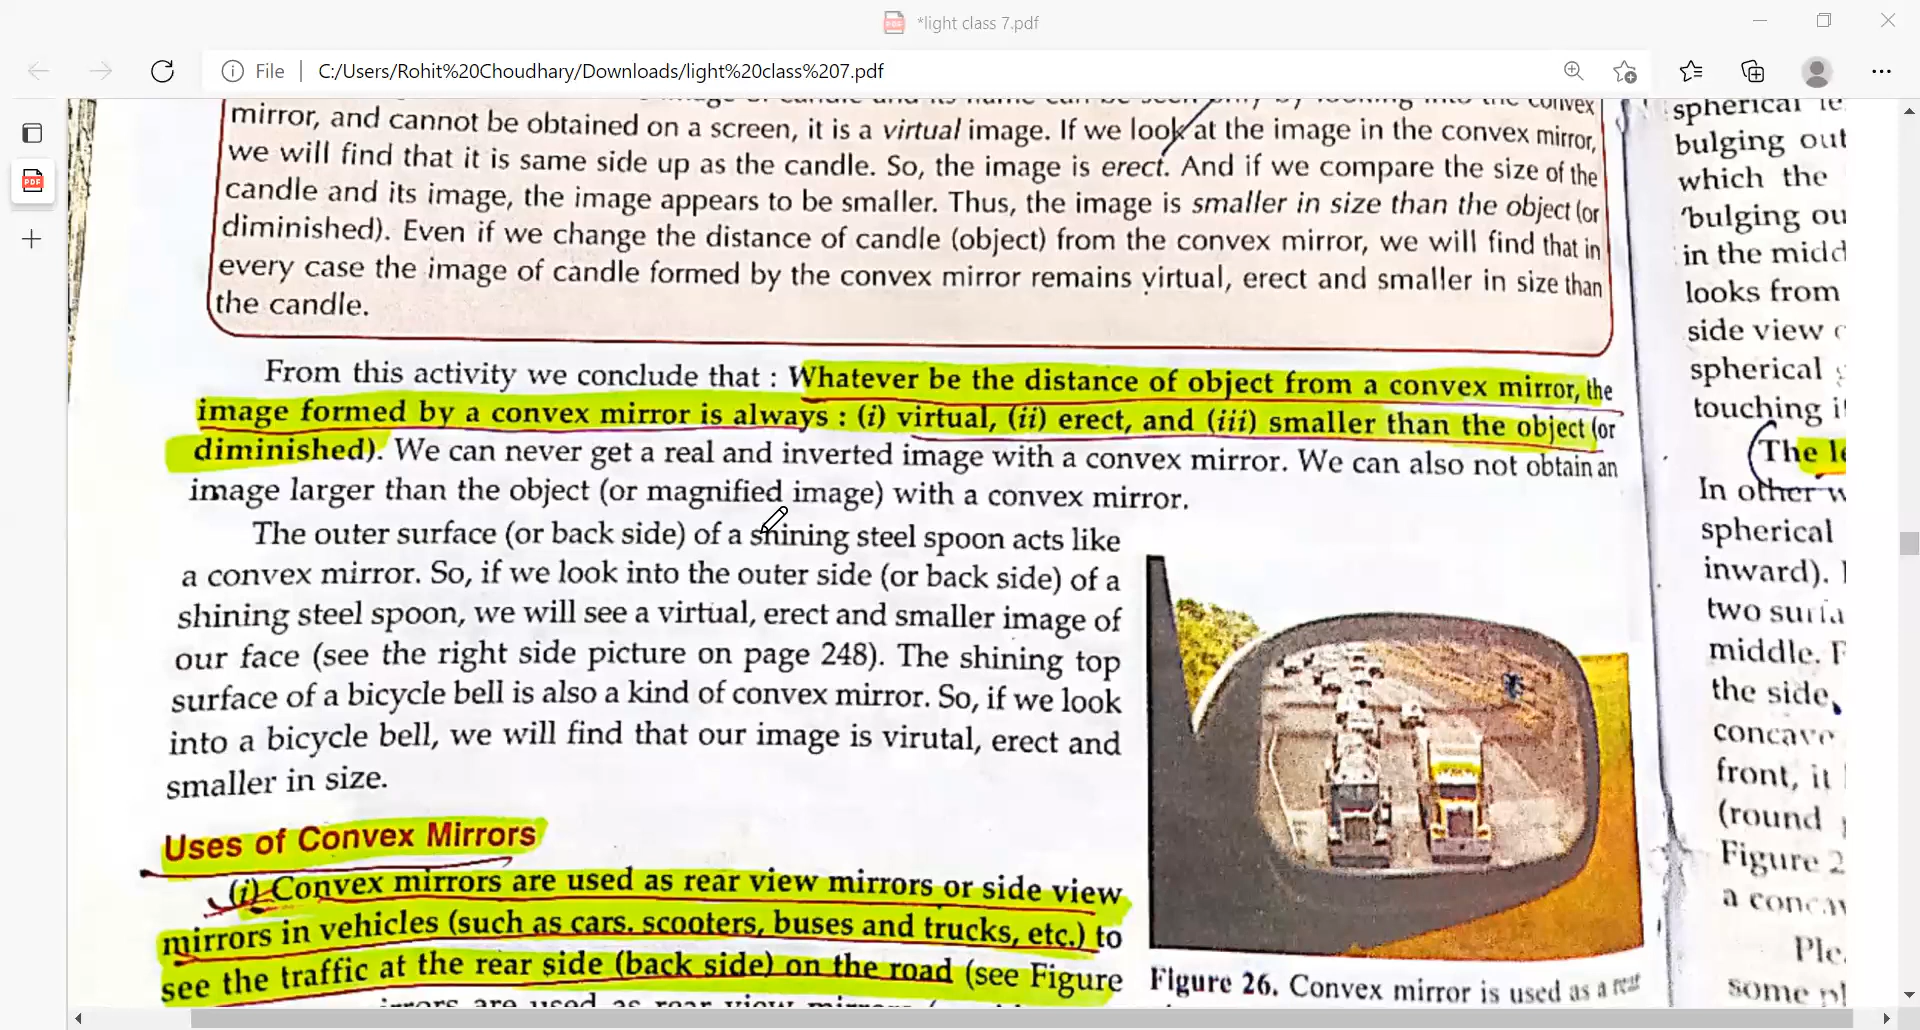 *light class 7.pdf
File
C:/Users/Rohit%20Choudhary/Downloads/light%20class%207.pdf
mirror, and cannot be obtained on a screen, it is a virtual image. If we look at the image in the convex mirror,
we will find that it is same side up as the candle. So, the image is erect. And if we compare the size of the
candle and its image, the image appears to be smaller. Thus, the image is smaller in size than the object (or
diminished). Even if we change the distance of candle (object) from the convex mirror, we will find that in
every case the image of candle formed by the convex mirror remains virtual, erect and smaller in size than
the candle.
From this activity we conclude that : Whatever be the distance of object from a convex mirror, the
image formed by a convex mirror is always : (i) virtual, (ii) erect, and (iii) smaller than the object (or
diminished). We can never get a real and inverted image with a convex mirror. We can also not obtain an
image larger than the object (or magnified image) with a convex mirror.
The outer surface (or back side) of a shining steel spoon acts like
a convex mirror. So, if we look into the outer side (or back side) of a
shining steel spoon, we will see a virtual, erect and smaller image of
our face (see the right side picture on page 248). The shining top
surface of a bicycle bell is also a kind of convex mirror. So, if we look
into a bicycle bell, we will find that our image is virutal, erect and
smaller in size.
Uses of Convex Mirrors
(i) Convex mirrors are used as rear view mirrors or side view
mirrors in vehicles (such as cars, scooters, buses and trucks, etc.) to
see the traffic at the rear side (back side) on the road (see Figure
Figure 26. Convex mirror is used as a rear
spherical
bulging out
which the
'bulging ou
in the midd
looks from
side view
spherical
touching
The le
In other w
spherical
inward).
two surfa
middle. F
the side,
concave
front, it
(round
Figure 2
a concav
Ple
some pl